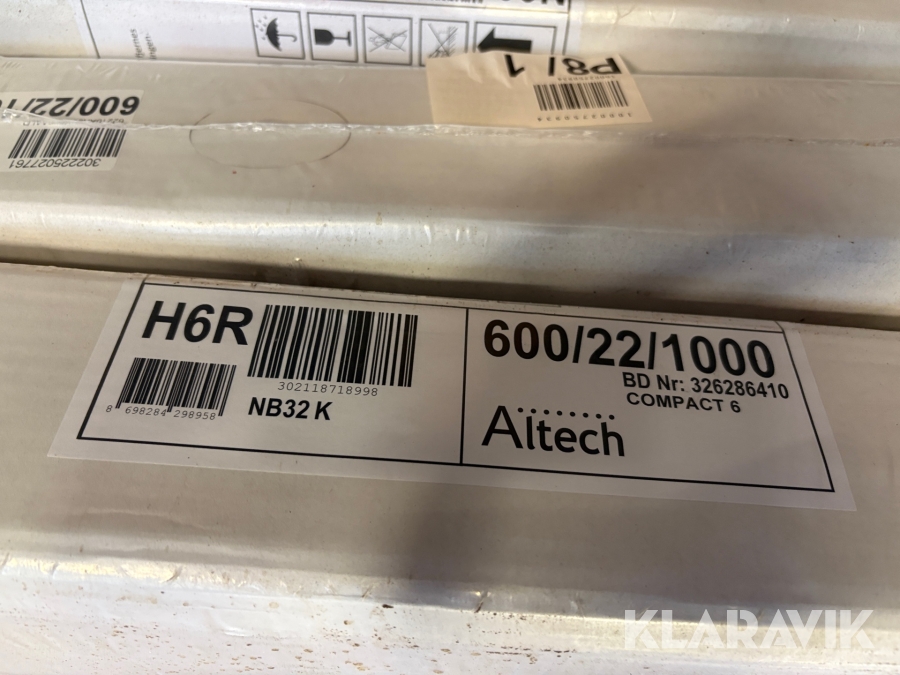 P8/1
600/22/1
302225027761
H6R
302118718998
8 698284 298958
NB32 K
600/22/1000
BD Nr: 326286410
COMPACT 6
Altech
KLARAVIK